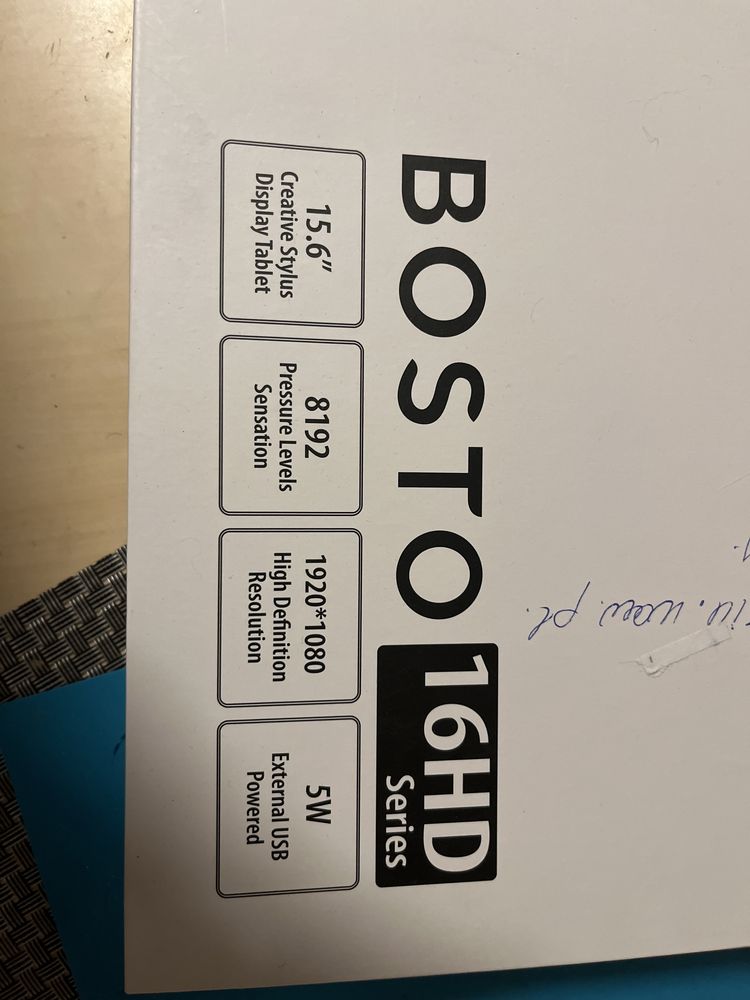 BOSTO 16HD
Series
15.6"
Creative Stylus
Display Tablet
8192
Pressure Levels
Sensation
1920*1080
High Definition
Resolution
5W
External USB
Powered
pl.